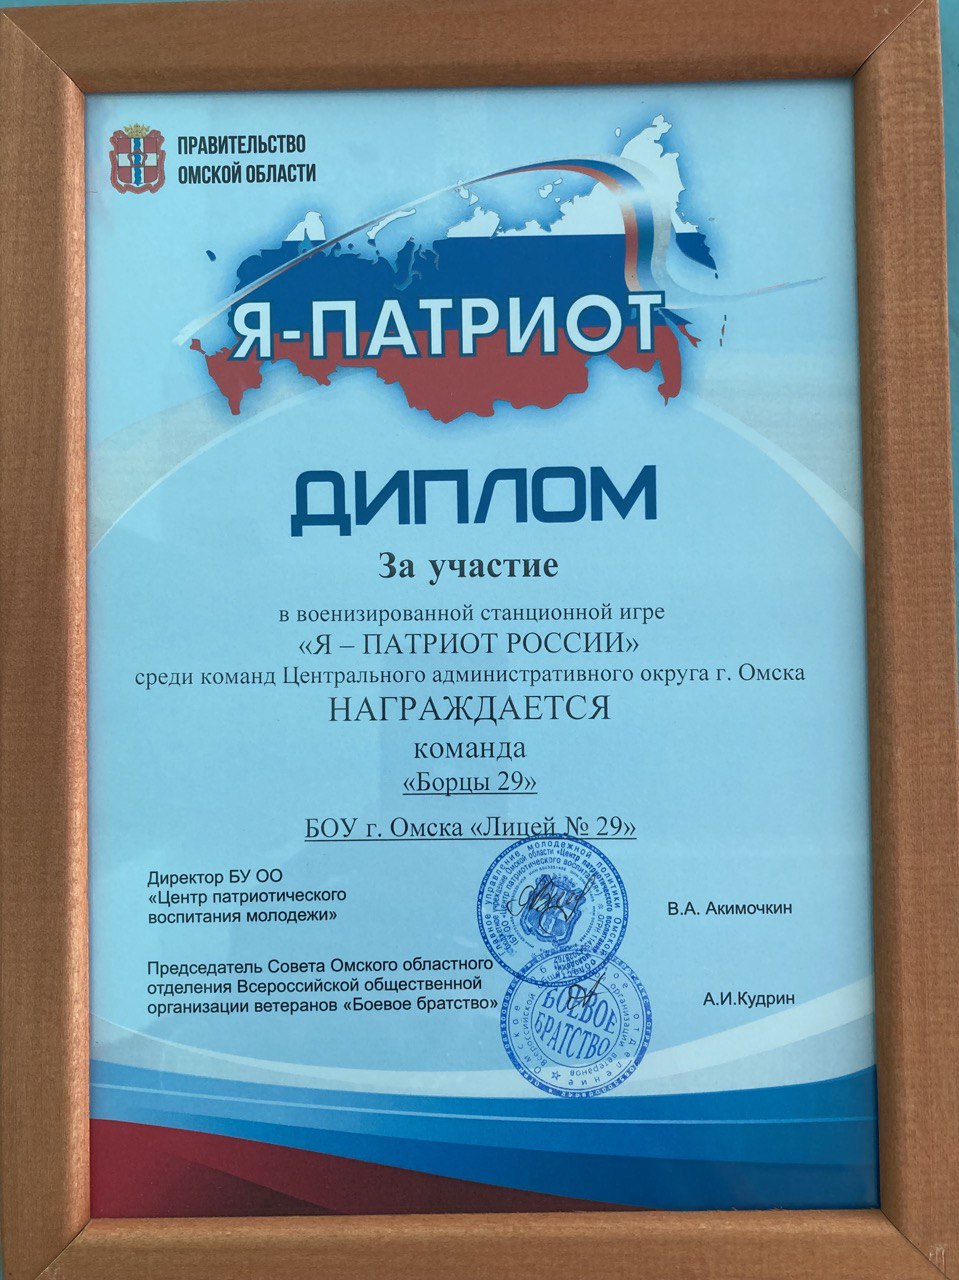 ПРАВИТЕЛЬСТВО
ОМСКОЙ ОБЛАСТИ
Я-ПАТРИОТ
ДИПЛОМ
За участие
в военизированной станционной игре
«Я – ПАТРИОТ РОССИИ»
среди команд Центрального административного округа г. Омска
НАГРАЖДАЕТСЯ
команда
«Борцы 29»
БОУ г. Омска «Лицей № 29»
Директор БУ ОО
«Центр патриотического
воспитания молодежи»
В.А. Акимочкин
Председатель Совета Омского областного
отделения Всероссийской общественной
организации ветеранов «Боевое братство»
А.И.Кудрин
БОЕВОЕ
БРАТСТВО